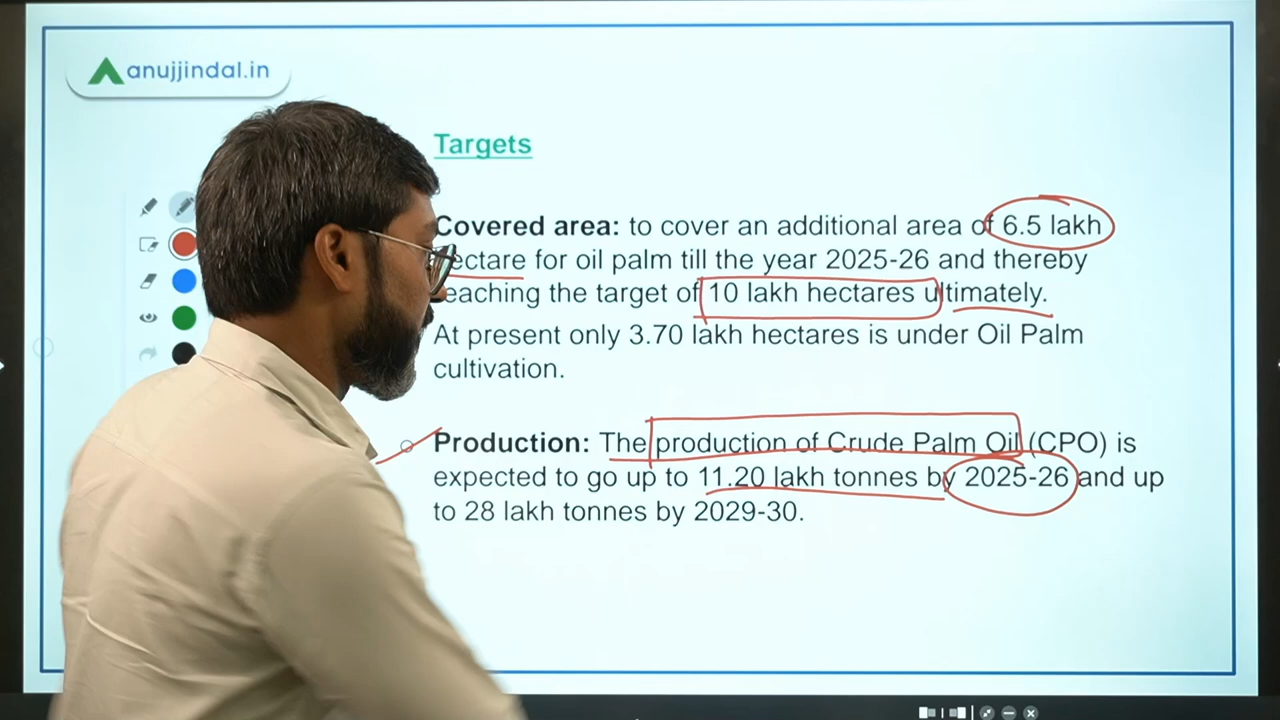 anujjindal.in
Targets
Covered area: to cover an additional area of 6.5 lakh
ectare for oil palm till the year 2025-26 and thereby
eaching the target of 10 lakh hectares ultimately.
At present only 3.70 lakh hectares is under Oil Palm
cultivation.
Production: The production of Crude Palm Oil (CPO) is
expected to go up to 11.20 lakh tonnes by 2025-26 and up
to 28 lakh tonnes by 2029-30.